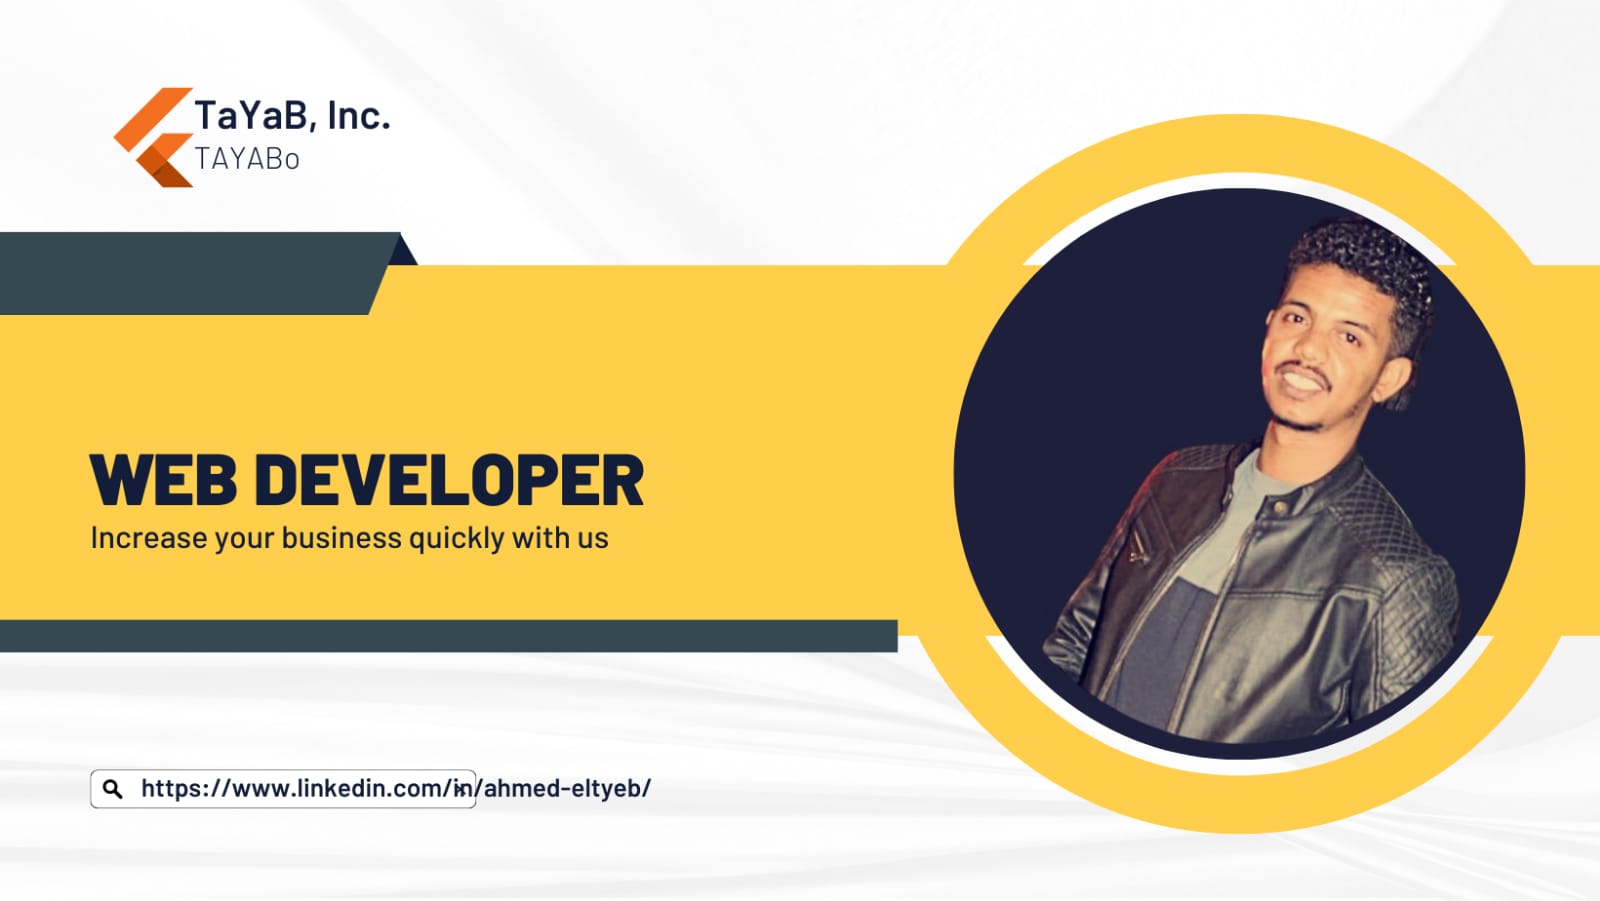 TaYaB, Inc.
TAYABo
WEB DEVELOPER
Increase your business quickly with us
https://www.linkedin.com/in/ahmed-eltyeb/